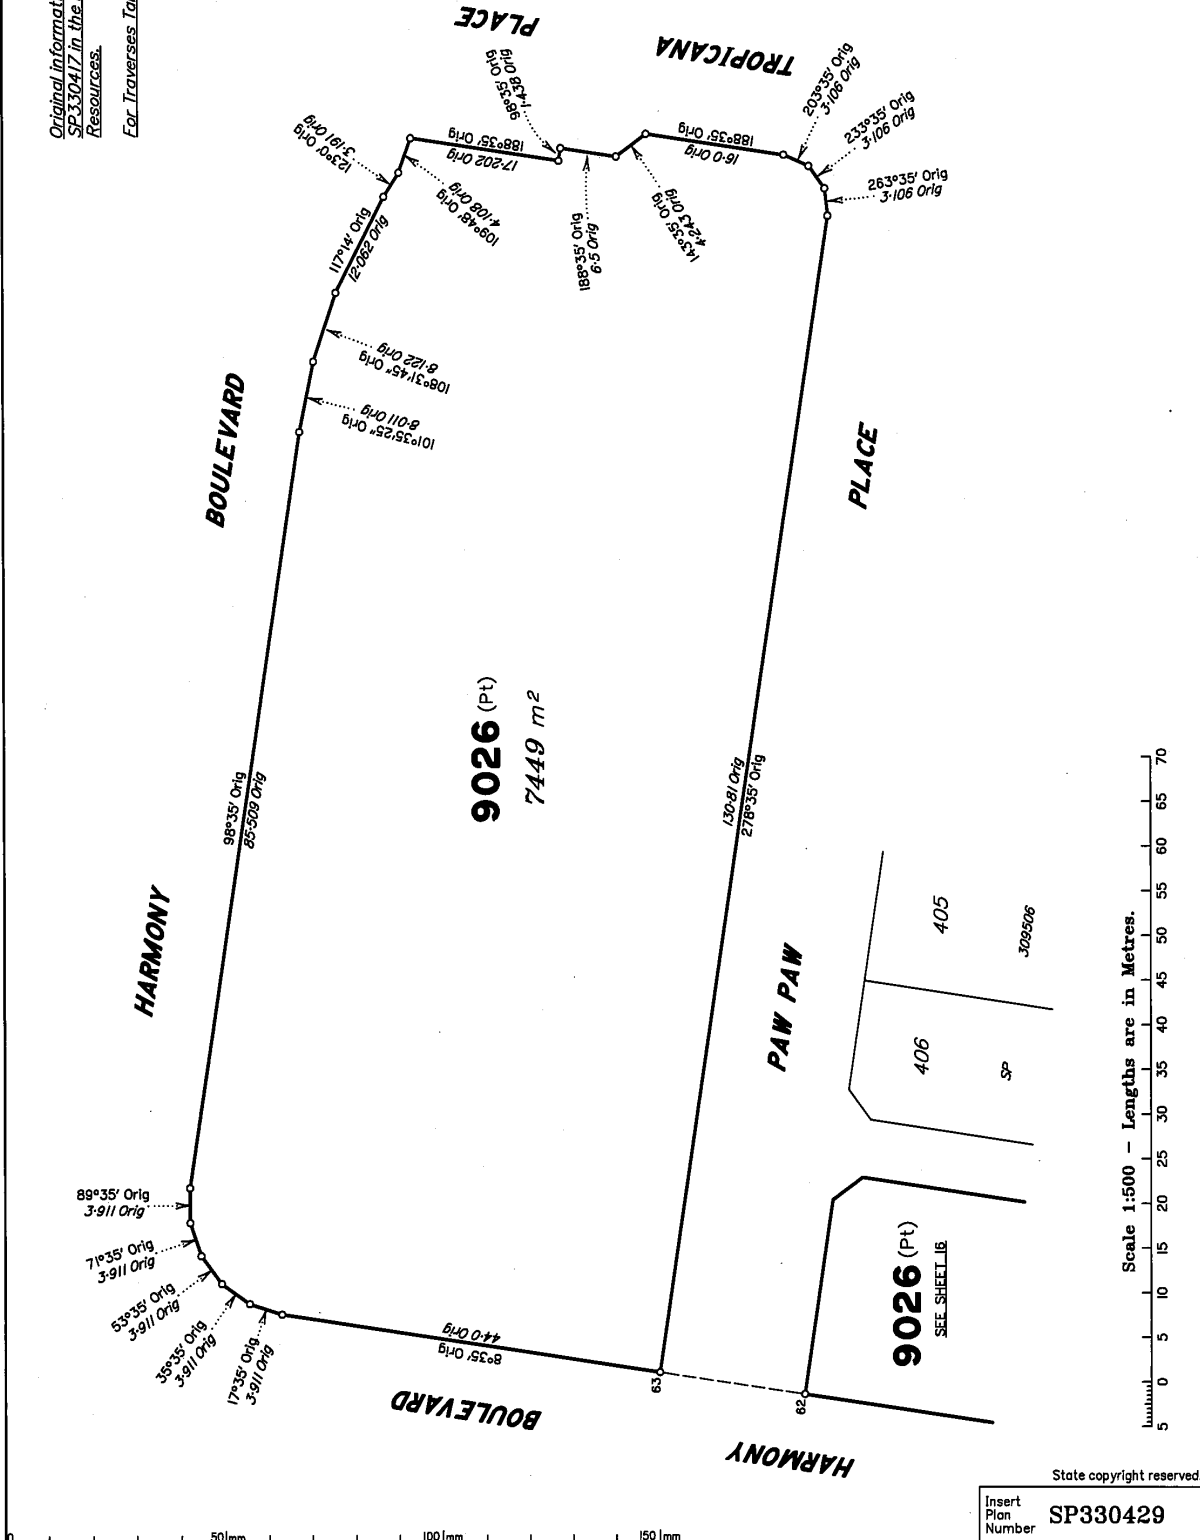 Original informat
SP330417 in the
Resources.
For Traverses Ta
PLACE
TROPICANA
98°35' Orig
1·438 Orig
123°0' Orig
3·191 Orig
188°35' Orig
17·202 Orig
109°48' Orig
4·108 Orig
117°14' Orig
12·062 Orig
188°35' Orig
6·5 Orig
143°35' Orig
4·243 Orig
188°35' Orig
16·0 Orig
203°35' Orig
3·106 Orig
233°35' Orig
3·106 Orig
263°35' Orig
3·106 Orig
108°31'45" Orig
8·122 Orig
101°35'25" Orig
8·011 Orig
BOULEVARD
PLACE
98°35' Orig
85·509 Orig
9026 (Pt)
7449 m²
130·81 Orig
278°35' Orig
HARMONY
PAW PAW
405
309506
406
SP
89°35' Orig
3·911 Orig
71°35' Orig
3·911 Orig
53°35' Orig
3·911 Orig
35°35' Orig
3·911 Orig
17°35' Orig
3·911 Orig
44·0 Orig
8°35' Orig
63
62
BOULEVARD
HARMONY
9026 (Pt)
SEE SHEET 16
Scale 1:500 – Lengths are in Metres.
5 0 5 10 15 20 25 30 35 40 45 50 55 60 65 70
State copyright reserved
Insert
Plan
Number
SP330429
0 50mm 100mm 150mm